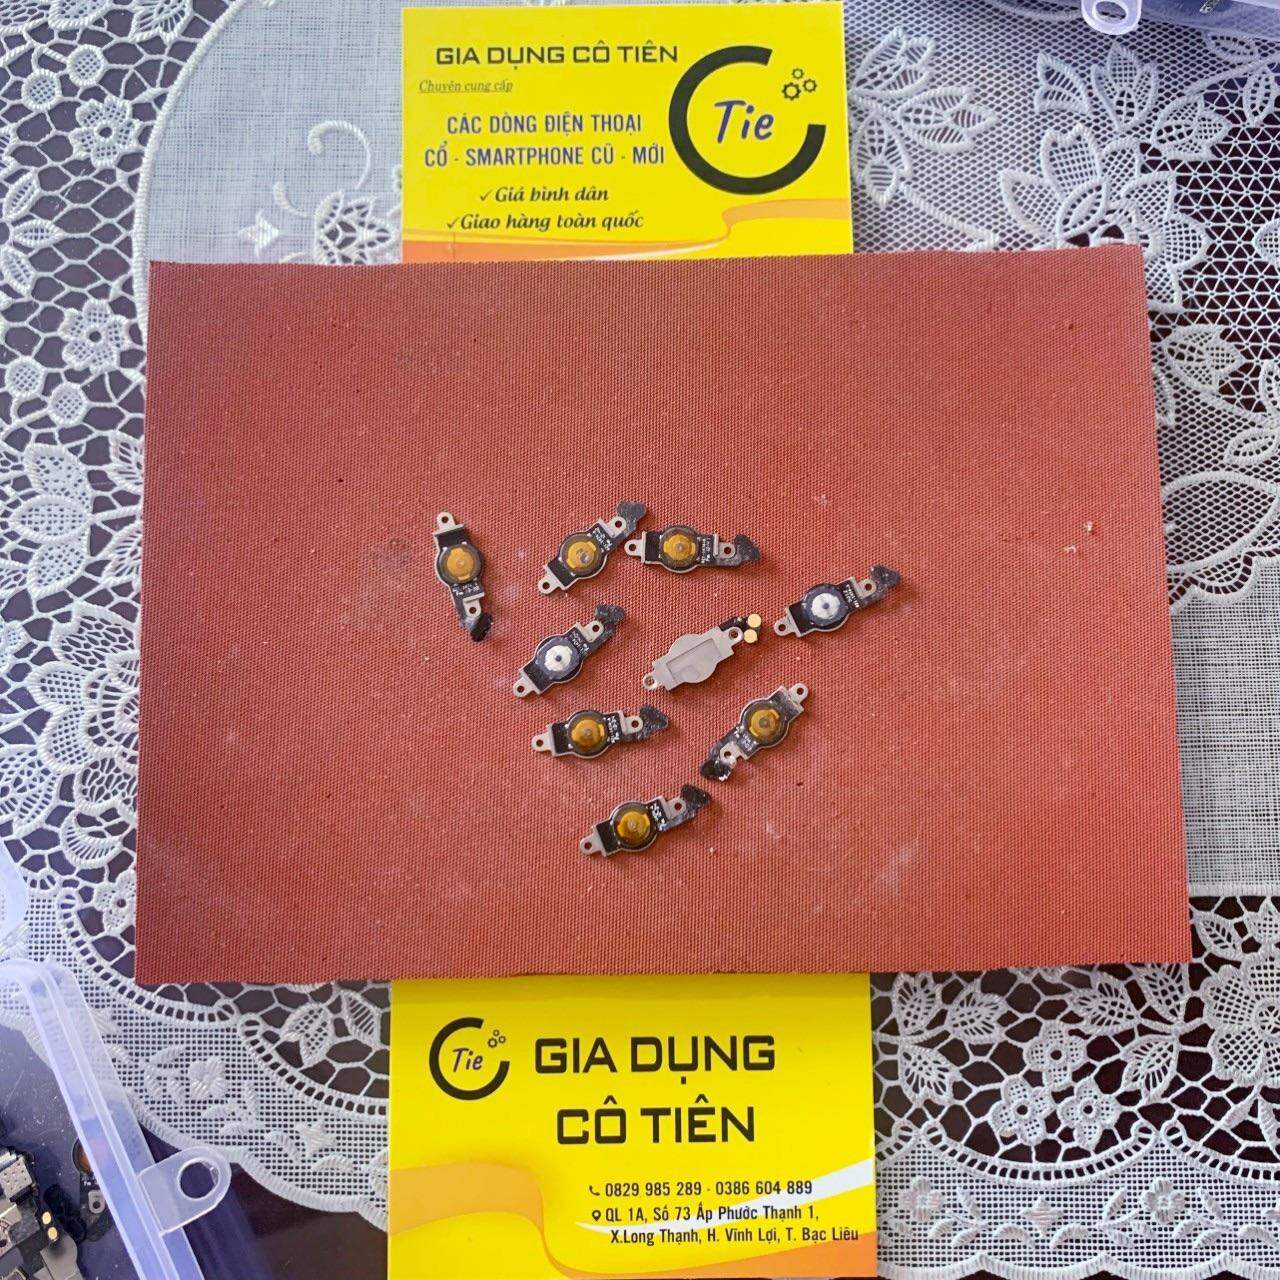 GIA DỤNG CÔ TIÊN
Chuyên cung cấp
CÁC DÒNG ĐIỆN THOẠI
CỔ - SMARTPHONE CŨ - MỚI
✓ Giá bình dân
✓ Giao hàng toàn quốc
Tie
Tie
GIA DỤNG
CÔ TIÊN
0829 985 289 - 0386 604 889
QL 1A, Số 73 Ấp Phước Thạnh 1,
X.Long Thạnh, H. Vĩnh Lợi, T. Bạc Liêu